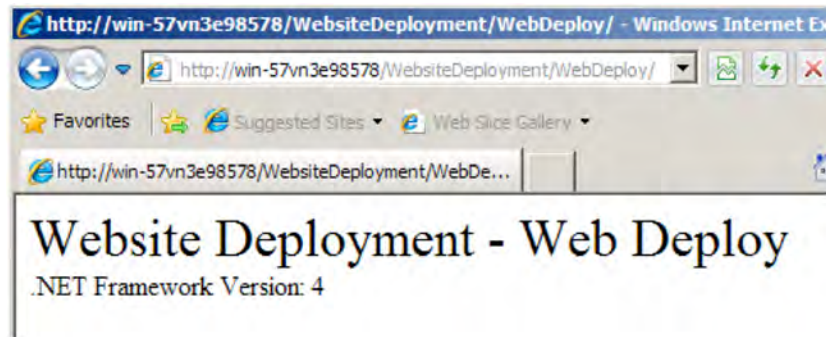 http://win-57vn3e98578/WebsiteDeployment/WebDeploy/ - Windows Internet Ex
http://win-57vn3e98578/WebsiteDeployment/WebDeploy/
Favorites Suggested Sites Web Slice Gallery
http://win-57vn3e98578/WebsiteDeployment/WebDe...
Website Deployment - Web Deploy
.NET Framework Version: 4